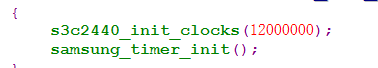 {
s3c2440_init_clocks(12000000);
samsung_timer_init();